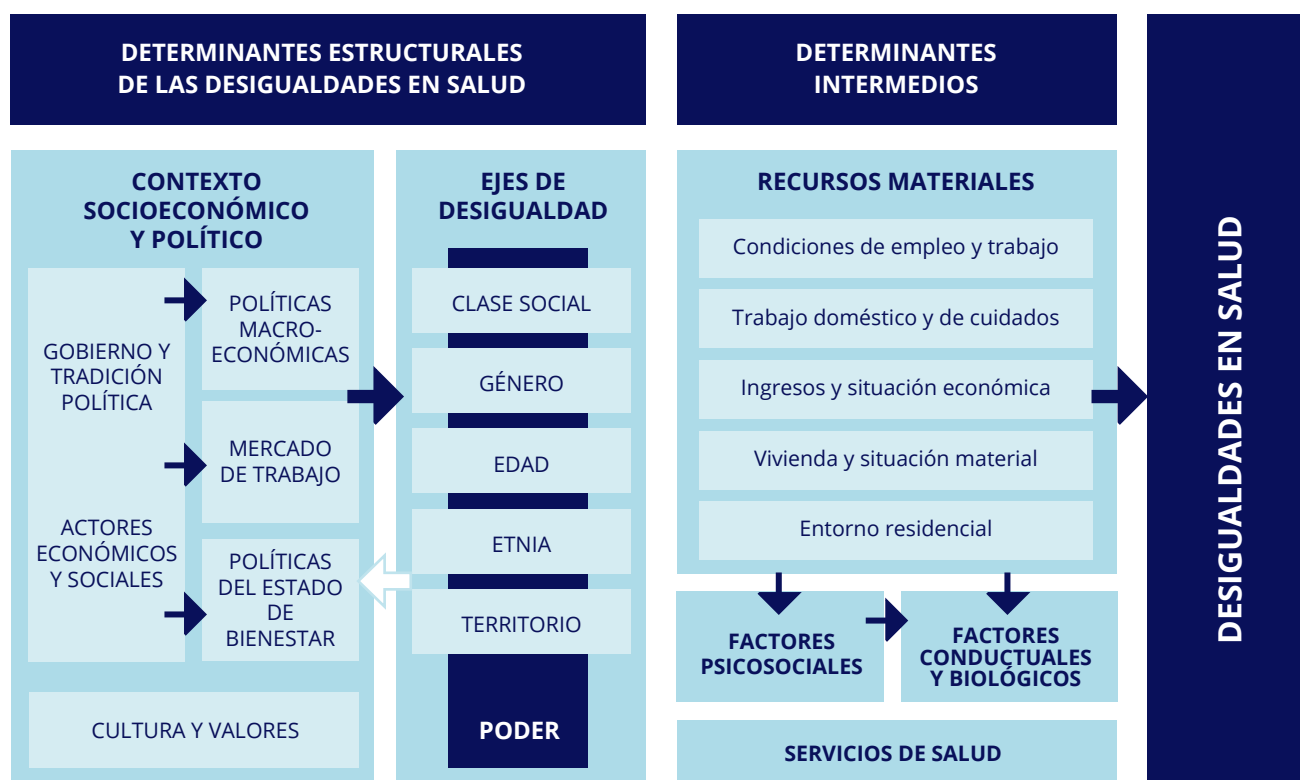 DETERMINANTES ESTRUCTURALES
DE LAS DESIGUALDADES EN SALUD
DETERMINANTES
INTERMEDIOS
CONTEXTO
SOCIOECONÓMICO
Y POLÍTICO
GOBIERNO Y
TRADICIÓN
POLÍTICA
ACTORES
ECONÓMICOS
Y SOCIALES
POLÍTICAS
MACRO-
ECONÓMICAS
MERCADO
DE TRABAJO
POLÍTICAS
DEL ESTADO
DE
BIENESTAR
CULTURA Y VALORES
EJES DE
DESIGUALDAD
CLASE SOCIAL
GÉNERO
EDAD
ETNIA
TERRITORIO
PODER
RECURSOS MATERIALES
Condiciones de empleo y trabajo
Trabajo doméstico y de cuidados
Ingresos y situación económica
Vivienda y situación material
Entorno residencial
FACTORES
PSICOSOCIALES
FACTORES
CONDUCTUALES
Y BIOLÓGICOS
SERVICIOS DE SALUD
DESIGUALDADES EN SALUD